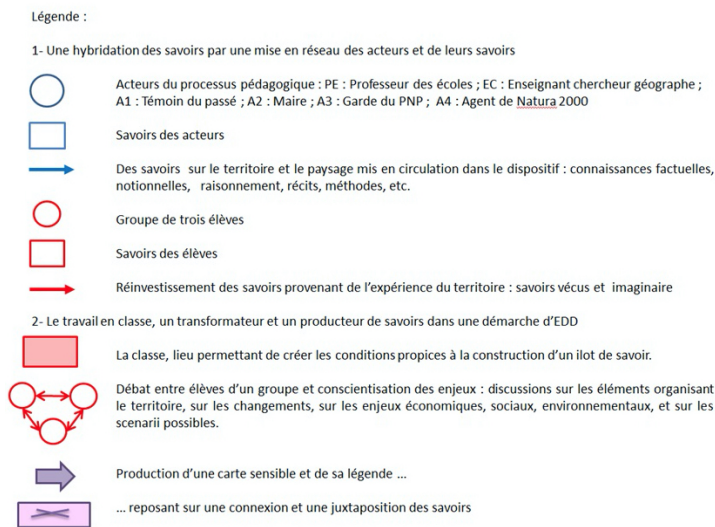 Légende :
1- Une hybridation des savoirs par une mise en réseau des acteurs et de leurs savoirs
Acteurs du processus pédagogique : PE : Professeur des écoles ; EC : Enseignant chercheur géographe ;
A1 : Témoin du passé ; A2 : Maire ; A3 : Garde du PNP ; A4 : Agent de Natura 2000
Savoirs des acteurs
Des savoirs sur le territoire et le paysage mis en circulation dans le dispositif : connaissances factuelles,
notionnelles, raisonnement, récits, méthodes, etc.
Groupe de trois élèves
Savoirs des élèves
Réinvestissement des savoirs provenant de l'expérience du territoire : savoirs vécus et imaginaire
2- Le travail en classe, un transformateur et un producteur de savoirs dans une démarche d'EDD
La classe, lieu permettant de créer les conditions propices à la construction d'un ilot de savoir.
Débat entre élèves d'un groupe et conscientisation des enjeux : discussions sur les éléments organisant
le territoire, sur les changements, sur les enjeux économiques, sociaux, environnementaux, et sur les
scenarii possibles.
Production d'une carte sensible et de sa légende ...
... reposant sur une connexion et une juxtaposition des savoirs